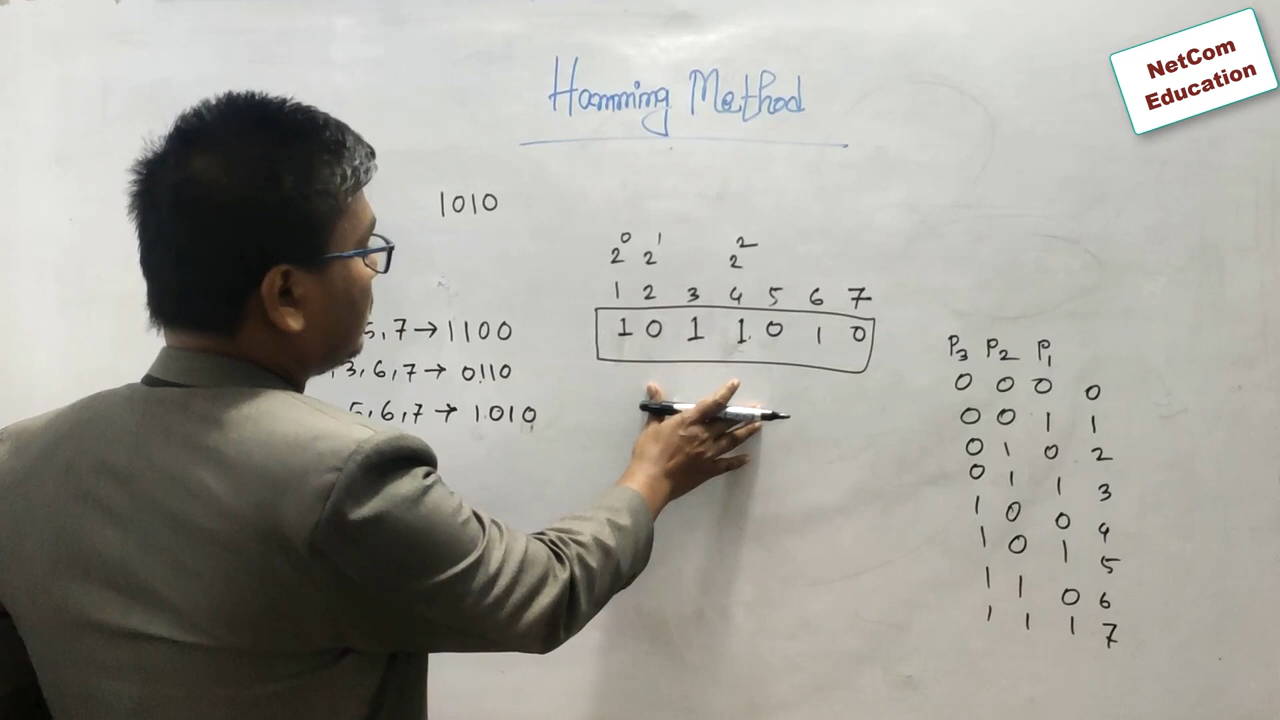 NetCom
Education
Hamming Method
1010
2⁰ 2¹ 2²
1 2 3 4 5 6 7
1 0 1 1 0 1 0
5,7 → 1100
,3,6,7 → 0110
5,6,7 → 1010
P₃ P₂ P₁
0 0 0 0
0 0 1 1
0 1 0 2
0 1 1 3
1 0 0 4
1 0 1 5
1 1 0 6
1 1 1 7